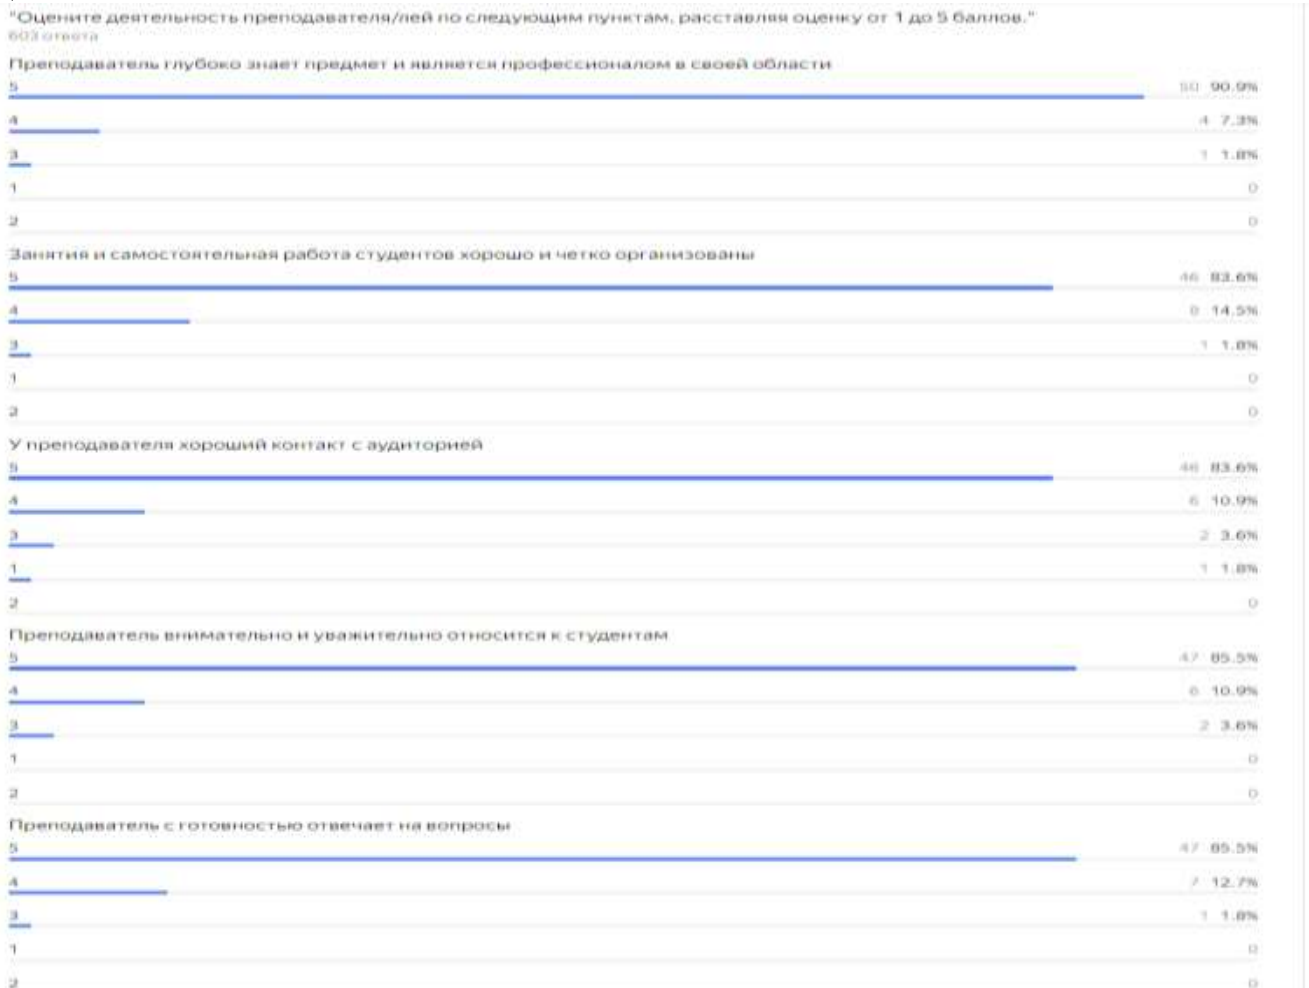 "Оцените деятельность преподавателя/лей по следующим пунктам, расставляя оценку от 1 до 5 баллов."
603 ответа
Преподаватель глубоко знает предмет и является профессионалом в своей области
5 50 90.9%
4 4 7.3%
3 1 1.8%
1 0
2 0
Занятия и самостоятельная работа студентов хорошо и четко организованы
5 46 83.6%
4 8 14.5%
3 1 1.8%
1 0
2 0
У преподавателя хороший контакт с аудиторией
5 46 83.6%
4 6 10.9%
3 2 3.6%
1 1 1.8%
2 0
Преподаватель внимательно и уважительно относится к студентам
5 47 85.5%
4 6 10.9%
3 2 3.6%
1 0
2 0
Преподаватель с готовностью отвечает на вопросы
5 47 85.5%
4 7 12.7%
3 1 1.8%
1 0
2 0